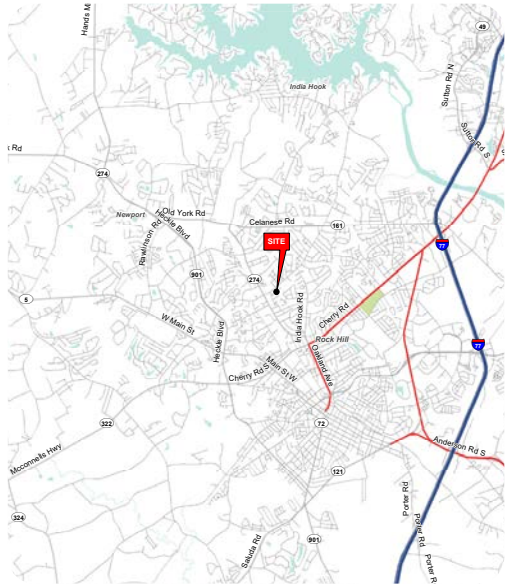 Hands M
49
India Hook
Sutton Rd N
Sutton Rd S
S
x Rd
274
Newport
Old York Rd
Heckle Blvd
Celanese Rd
161
Rawlinson Rd
SITE
77
901
274
5
W Main St
India Hook Rd
Cherry Rd
Rock Hill
77
Heckle Blvd
Oakland Ave
Main St W
Cherry Rd S
322
72
Anderson Rd S
Mcconnells Hwy
121
Porter Rd
324
901
Saluda Rd
Porter Rd
Porter R